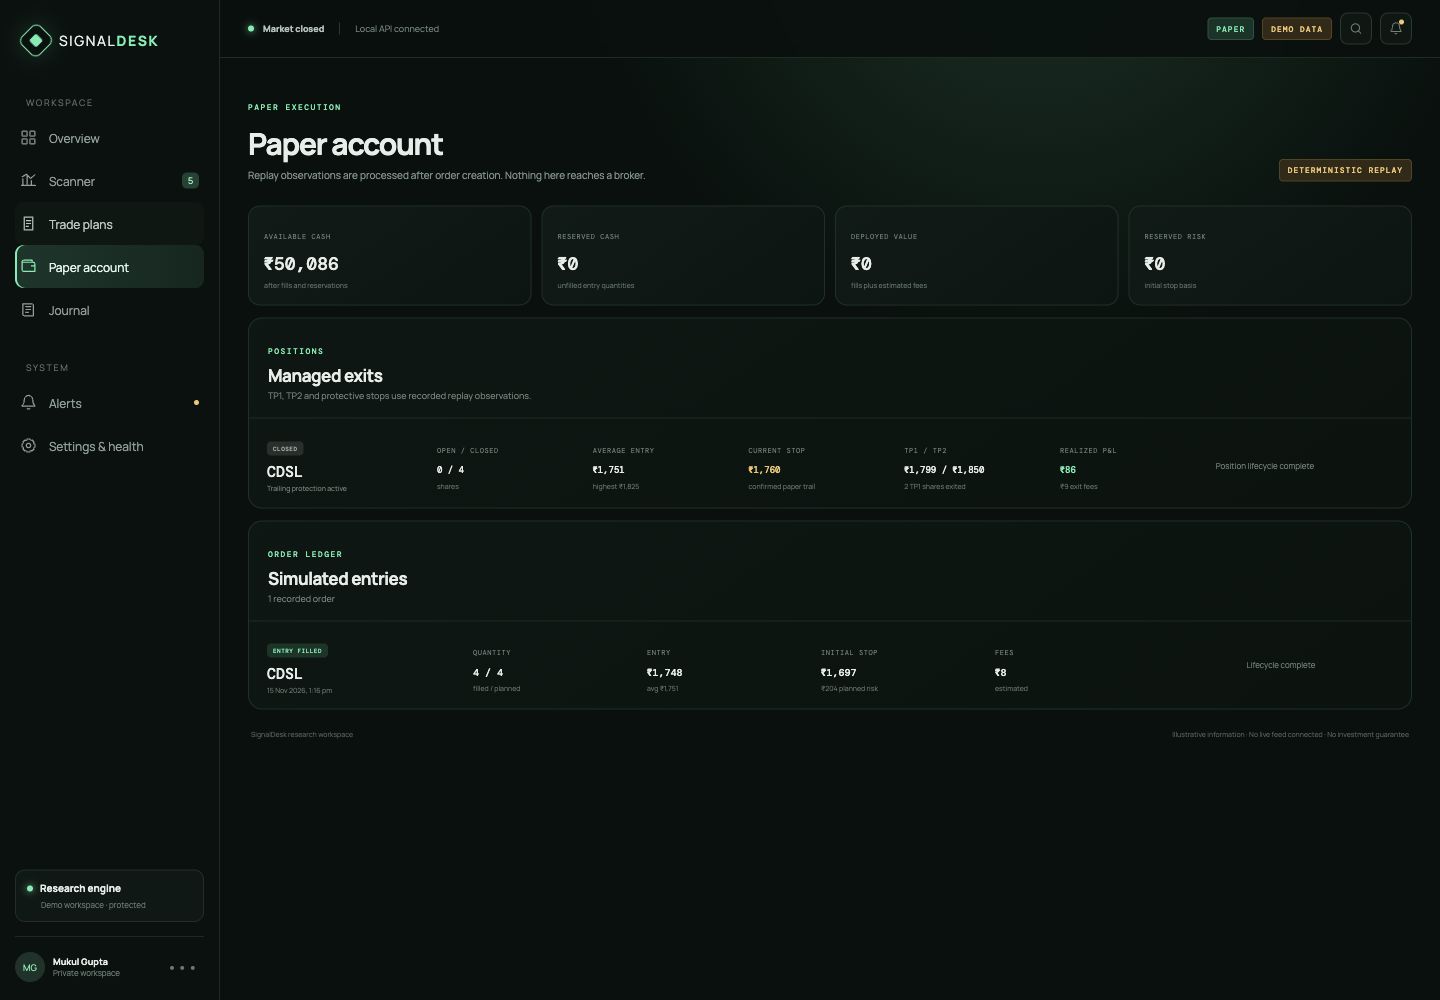 SIGNALDESK
Market closed
Local API connected
PAPER
DEMO DATA
WORKSPACE
Overview
Scanner
5
Trade plans
Paper account
Journal
SYSTEM
Alerts
Settings & health
Research engine
Demo workspace · protected
MG
Mukul Gupta
Private workspace
PAPER EXECUTION
Paper account
Replay observations are processed after order creation. Nothing here reaches a broker.
DETERMINISTIC REPLAY
AVAILABLE CASH
₹50,086
after fills and reservations
RESERVED CASH
₹0
unfilled entry quantities
DEPLOYED VALUE
₹0
fills plus estimated fees
RESERVED RISK
₹0
initial stop basis
POSITIONS
Managed exits
TP1, TP2 and protective stops use recorded replay observations.
CLOSED
CDSL
Trailing protection active
OPEN / CLOSED
0 / 4
shares
AVERAGE ENTRY
₹1,751
highest ₹1,825
CURRENT STOP
₹1,760
confirmed paper trail
TP1 / TP2
₹1,799 / ₹1,850
2 TP1 shares exited
REALIZED P&L
₹86
₹9 exit fees
Position lifecycle complete
ORDER LEDGER
Simulated entries
1 recorded order
ENTRY FILLED
CDSL
15 Nov 2026, 1:16 pm
QUANTITY
4 / 4
filled / planned
ENTRY
₹1,748
avg ₹1,751
INITIAL STOP
₹1,697
₹204 planned risk
FEES
₹8
estimated
Lifecycle complete
SignalDesk research workspace
Illustrative information · No live feed connected · No investment guarantee